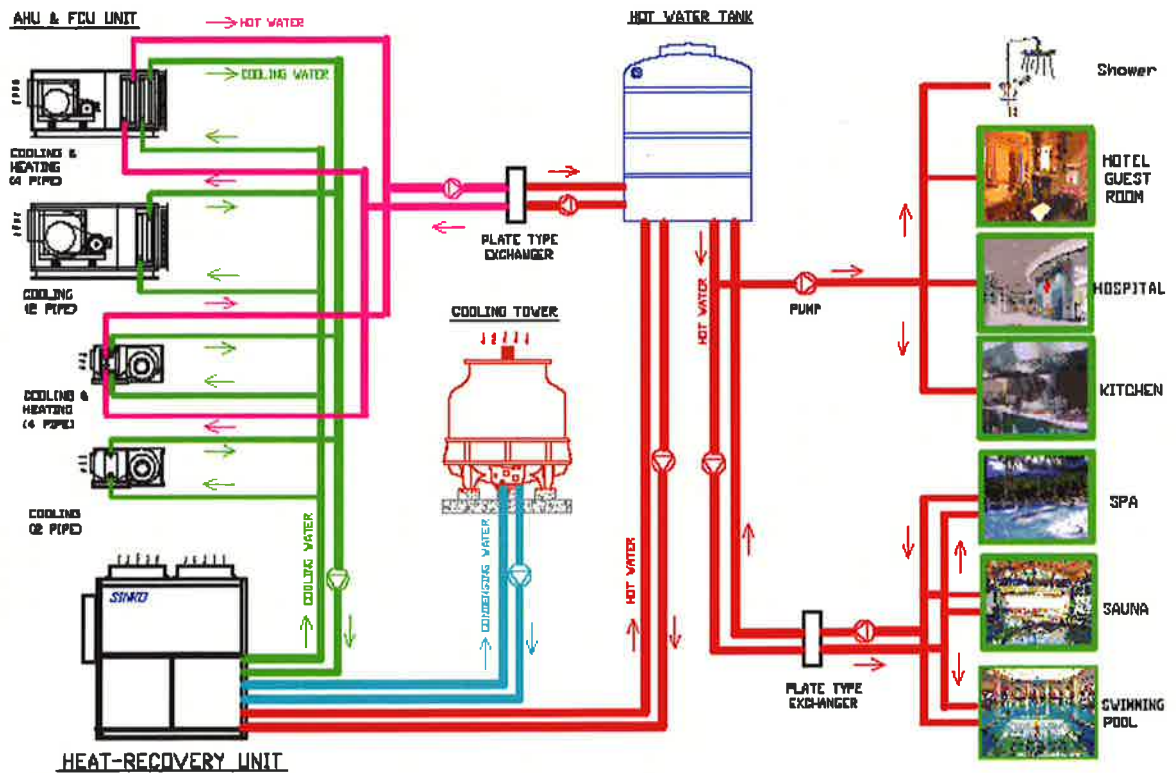 AHU & FCU UNIT
HOT WATER
COOLING WATER
COOLING &
HEATING
(4 PIPE)
COOLING
(2 PIPE)
COOLING &
HEATING
(4 PIPE)
COOLING
(2 PIPE)
SINKO
HEAT-RECOVERY UNIT
COOLING WATER
CONDENSING WATER
HOT WATER
HOT WATER
PLATE TYPE
EXCHANGER
COOLING TOWER
HOT WATER TANK
PUMP
PLATE TYPE
EXCHANGER
Shower
HOTEL
GUEST
ROOM
HOSPITAL
KITCHEN
SPA
SAUNA
SWIMMING
POOL